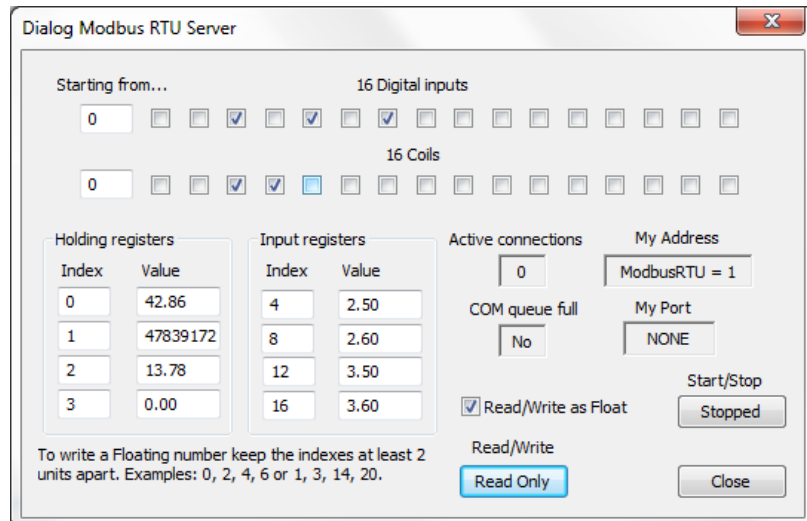 Dialog Modbus RTU Server
Starting from... 16 Digital inputs
0
16 Coils
0
Holding registers Input registers Active connections My Address
Index Value Index Value 0 ModbusRTU = 1
0 42.86 4 2.50 COM queue full My Port
1 47839172 8 2.60 No NONE
2 13.78 12 3.50 Start/Stop
3 0.00 16 3.60 Read/Write as Float Stopped
To write a Floating number keep the indexes at least 2 Read/Write
units apart. Examples: 0, 2, 4, 6 or 1, 3, 14, 20. Read Only Close